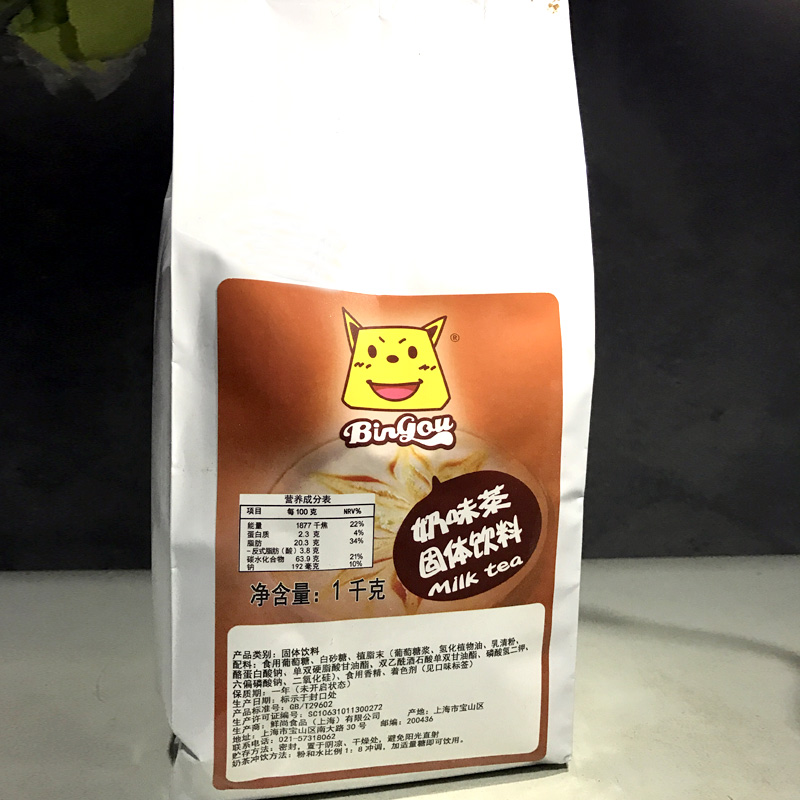 ®
BinGou
奶味茶
固体饮料
Milk tea
营养成分表
项目 每100克 NRV%
能量 1877千焦 22%
蛋白质 2.3 克 4%
脂肪 20.3 克 34%
-反式脂肪(酸) 3.8 克
碳水化合物 63.9 克 21%
钠 192 毫克 10%
净含量：1千克
产品类别：固体饮料
配料：食用葡萄糖、白砂糖、植脂末（葡萄糖浆、氢化植物油、乳清粉、
酪蛋白酸钠、单双硬脂酸甘油酯、双乙酰酒石酸单双甘油酯、磷酸氢二钾、
六偏磷酸钠、二氧化硅)、食用香精、着色剂（见口味标签）
保质期：一年（未开启状态）
生产日期：标示于封口处
产品标准号：GB/T29602
生产许可证编号：SC10631011300272 产地：上海市宝山区
生产商：鲜尚食品（上海）有限公司 邮编：200436
地址：上海市宝山区南大路30号
联系电话：021-57318062
贮存方法：密封，置于阴凉、干燥处，避免阳光直射
奶茶冲饮方法：粉和水比例1：8冲调，加适量糖即可饮用。